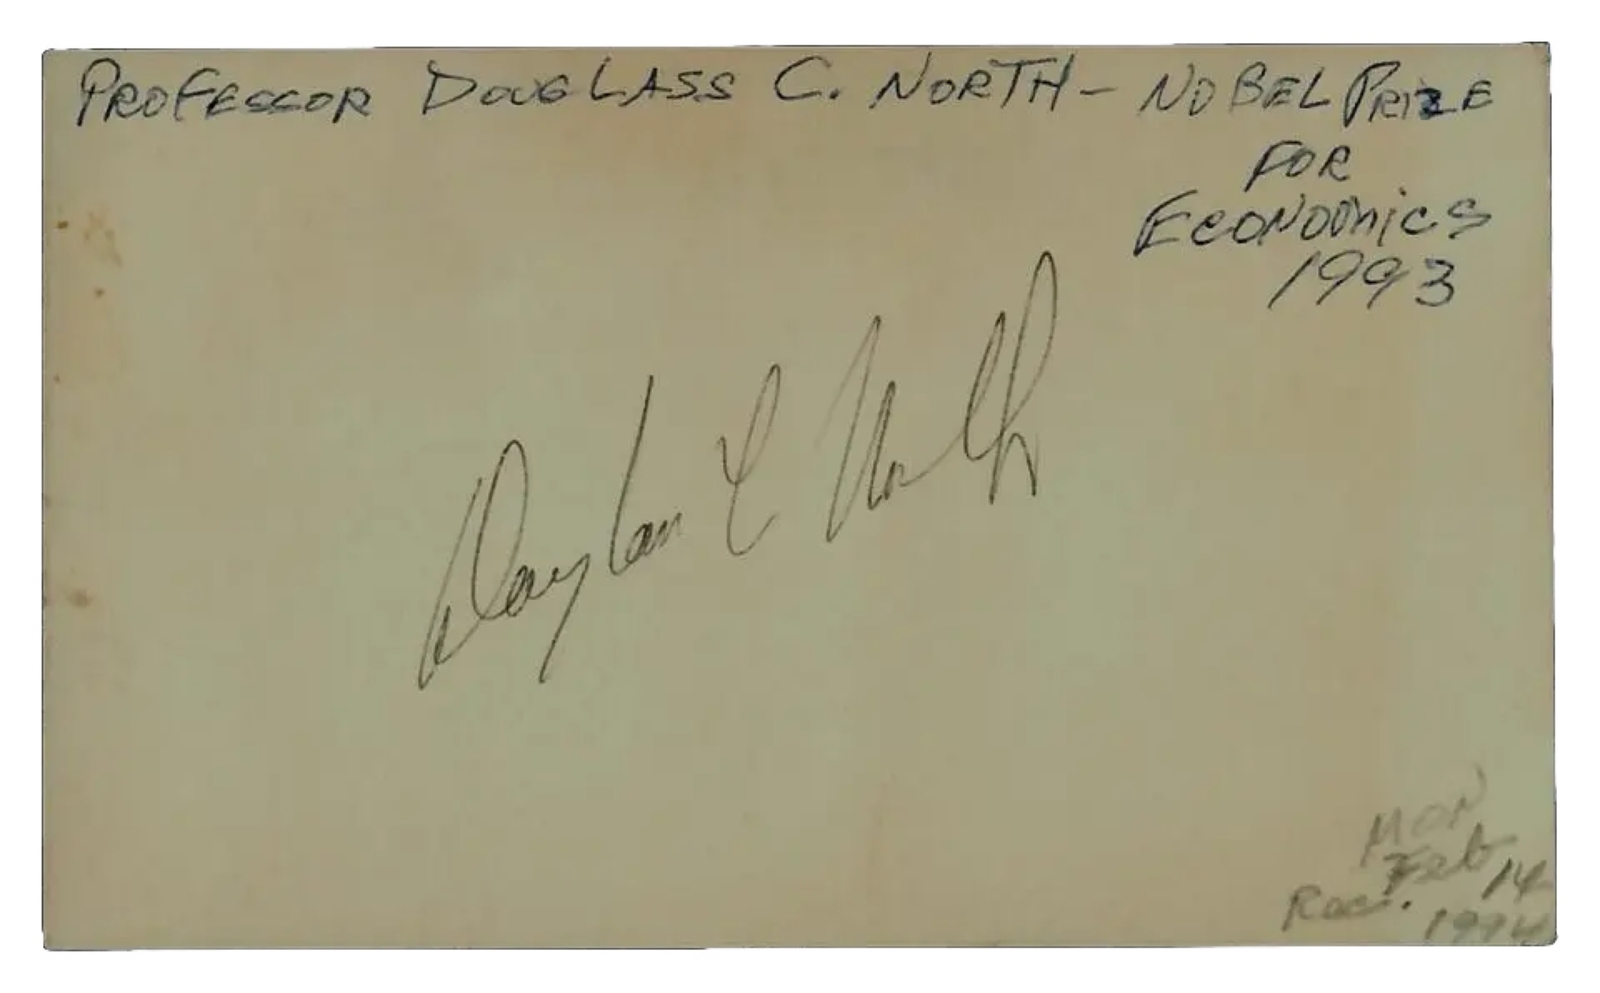 PROFESSOR DOUGLASS C. NORTH - NOBEL PRIZE
FOR
ECONOMICS
1993
Douglass C North
MON
Feb 14
Rec. 1994